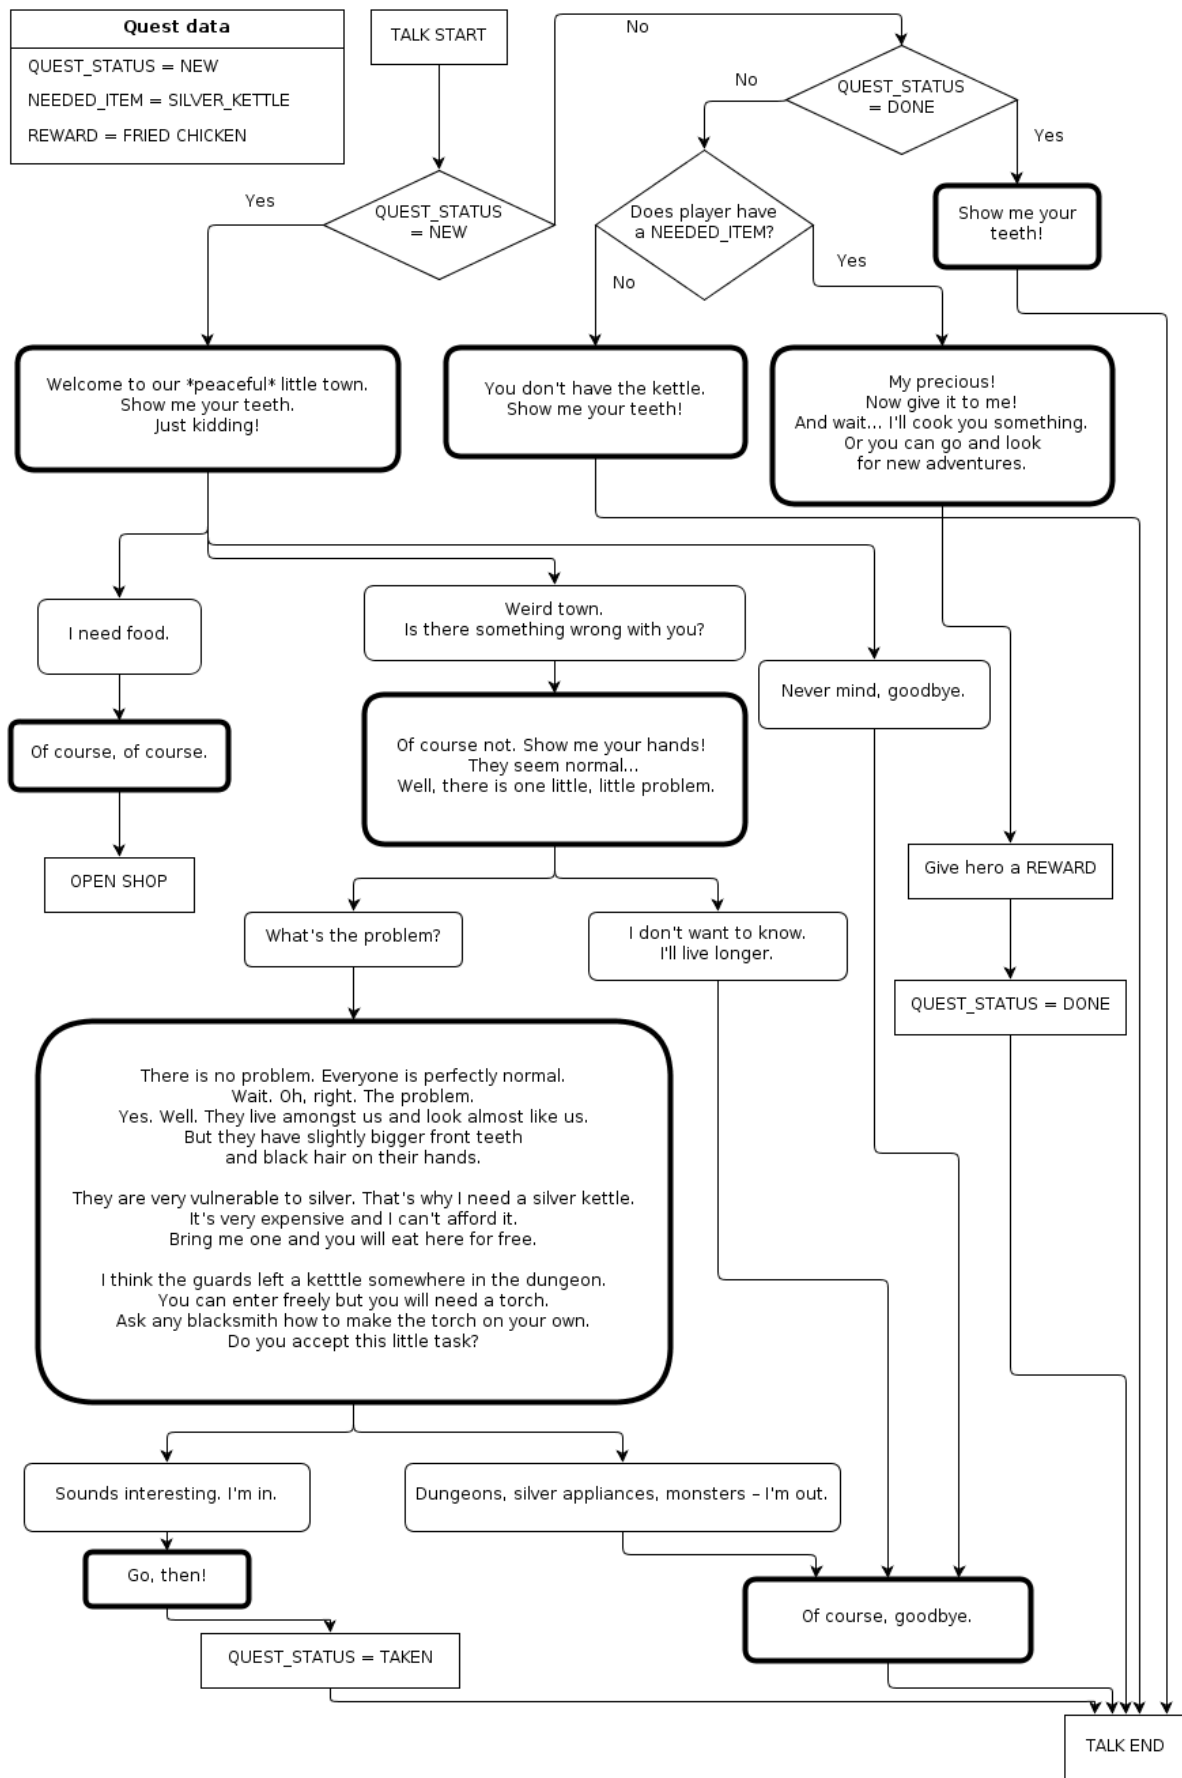 Quest data
QUEST_STATUS = NEW
NEEDED_ITEM = SILVER_KETTLE
REWARD = FRIED CHICKEN
TALK START
No
QUEST_STATUS
= DONE
No
Yes
Yes
QUEST_STATUS
= NEW
Does player have
a NEEDED_ITEM?
Show me your
teeth!
No
Yes
Welcome to our *peaceful* little town.
Show me your teeth.
Just kidding!
You don't have the kettle.
Show me your teeth!
My precious!
Now give it to me!
And wait... I'll cook you something.
Or you can go and look
for new adventures.
I need food.
Weird town.
Is there something wrong with you?
Never mind, goodbye.
Of course, of course.
Of course not. Show me your hands!
They seem normal...
Well, there is one little, little problem.
OPEN SHOP
Give hero a REWARD
What's the problem?
I don't want to know.
I'll live longer.
QUEST_STATUS = DONE
There is no problem. Everyone is perfectly normal.
Wait. Oh, right. The problem.
Yes. Well. They live amongst us and look almost like us.
But they have slightly bigger front teeth
and black hair on their hands.
They are very vulnerable to silver. That's why I need a silver kettle.
It's very expensive and I can't afford it.
Bring me one and you will eat here for free.
I think the guards left a ketttle somewhere in the dungeon.
You can enter freely but you will need a torch.
Ask any blacksmith how to make the torch on your own.
Do you accept this little task?
Sounds interesting. I'm in.
Dungeons, silver appliances, monsters – I'm out.
Go, then!
Of course, goodbye.
QUEST_STATUS = TAKEN
TALK END